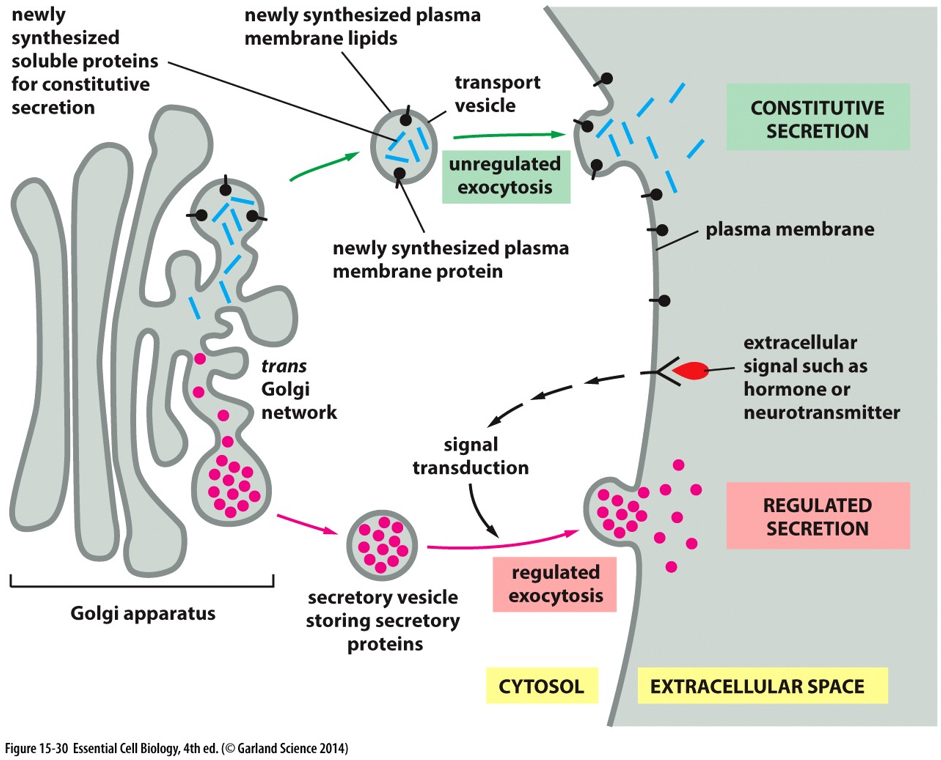 newly
synthesized
soluble proteins
for constitutive
secretion
newly synthesized plasma
membrane lipids
transport
vesicle
CONSTITUTIVE
SECRETION
unregulated
exocytosis
newly synthesized plasma
membrane protein
plasma membrane
trans
Golgi
network
extracellular
signal such as
hormone or
neurotransmitter
signal
transduction
REGULATED
SECRETION
regulated
exocytosis
Golgi apparatus
secretory vesicle
storing secretory
proteins
CYTOSOL
EXTRACELLULAR SPACE
Figure 15-30 Essential Cell Biology, 4th ed. (© Garland Science 2014)